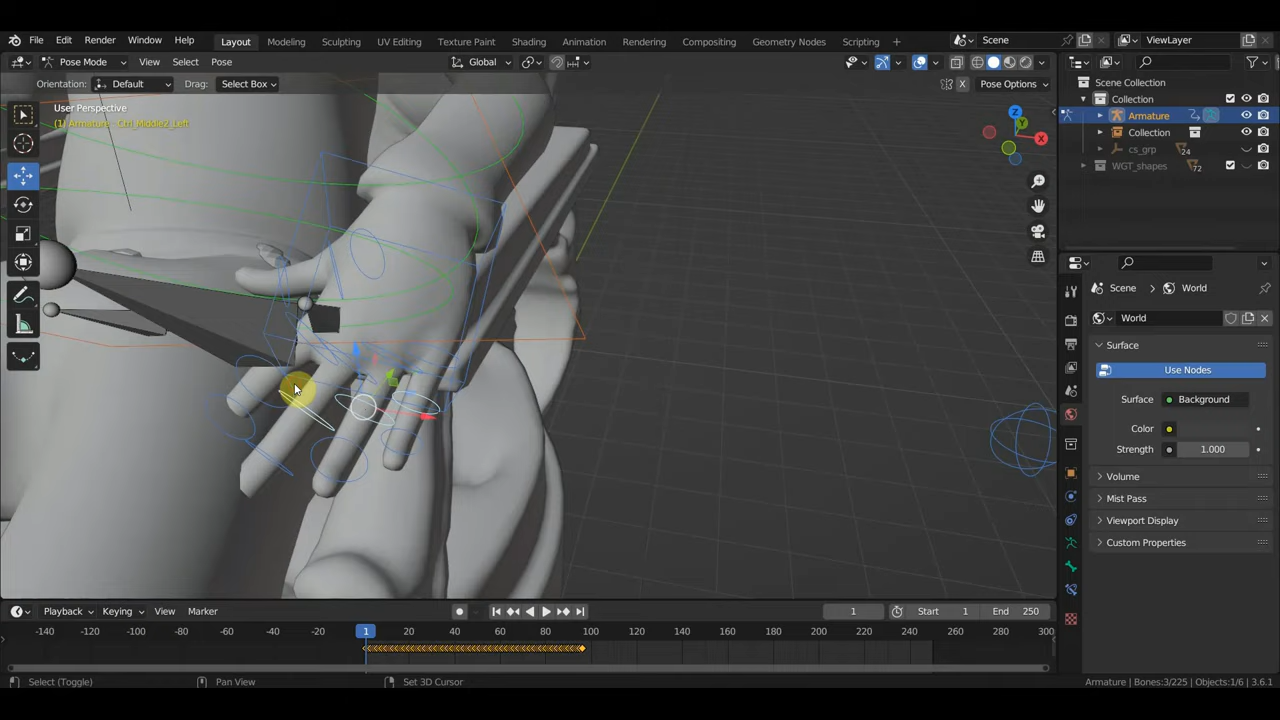 File Edit Render Window Help
Layout Modeling Sculpting UV Editing Texture Paint Shading Animation Rendering Compositing Geometry Nodes Scripting +
Scene
ViewLayer
Pose Mode View Select Pose
Global
Orientation: Default Drag: Select Box
X Pose Options
User Perspective
(1) Armature : Ctrl_Middle2_Left
Z
Y
X
Scene Collection
Collection
Armature
Collection
cs_grp 24
WGT_shapes 72
Scene > World
World
Surface
Use Nodes
Surface Background
Color
Strength 1.000
Volume
Mist Pass
Viewport Display
Custom Properties
Playback Keying View Marker
1 Start 1 End 250
-140 -120 -100 -80 -60 -40 -20 1 20 40 60 80 100 120 140 160 180 200 220 240 260 280 300
Select (Toggle) Pan View Set 3D Cursor
Armature | Bones:3/225 | Objects:1/6 | 3.6.1